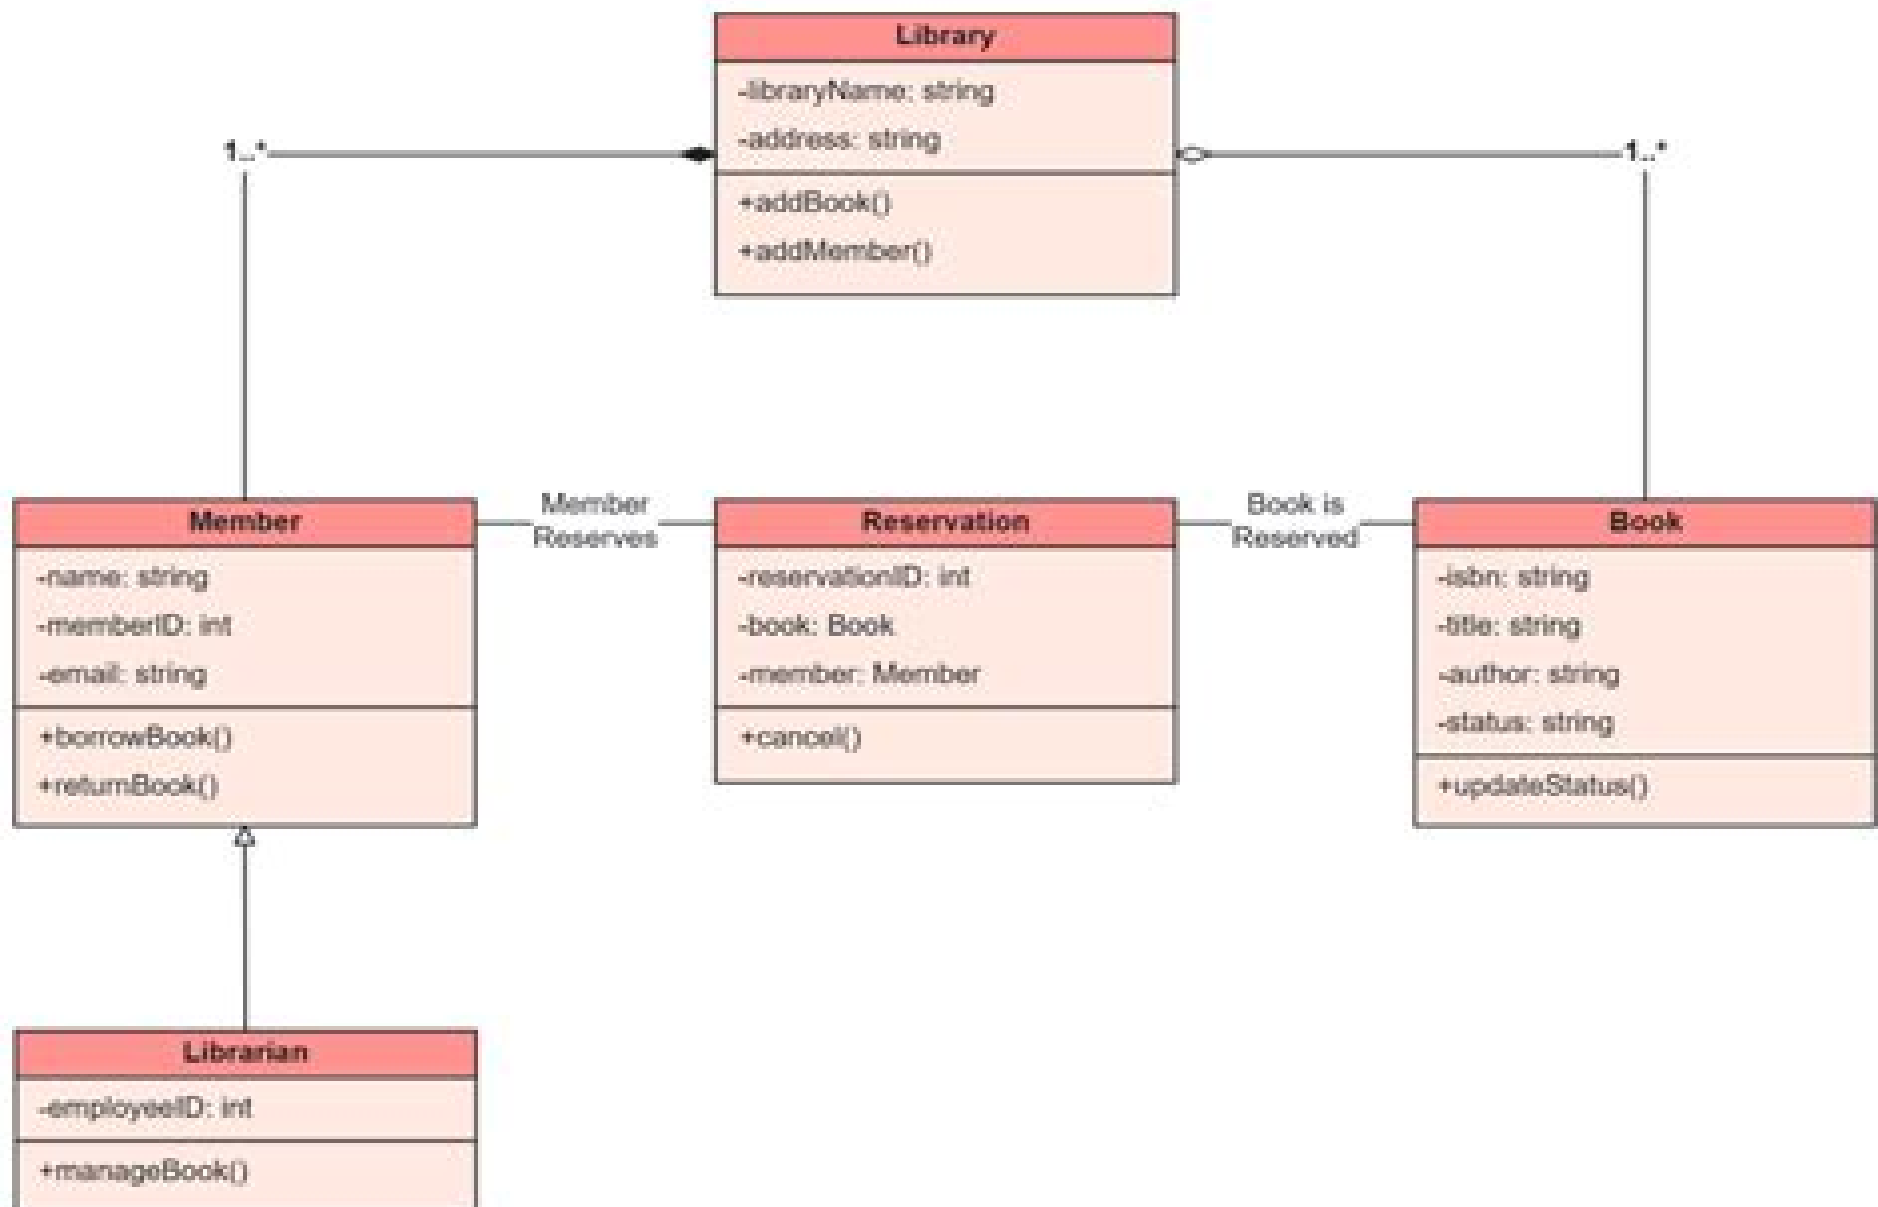 Library
-libraryName: string
-address: string
+addBook()
+addMember()
1..*
1..*
Member
-name: string
-memberID: int
-email: string
+borrowBook()
+returnBook()
Member
Reserves
Reservation
-reservationID: int
-book: Book
-member: Member
+cancel()
Book is
Reserved
Book
-isbn: string
-title: string
-author: string
-status: string
+updateStatus()
Librarian
-employeeID: int
+manageBook()